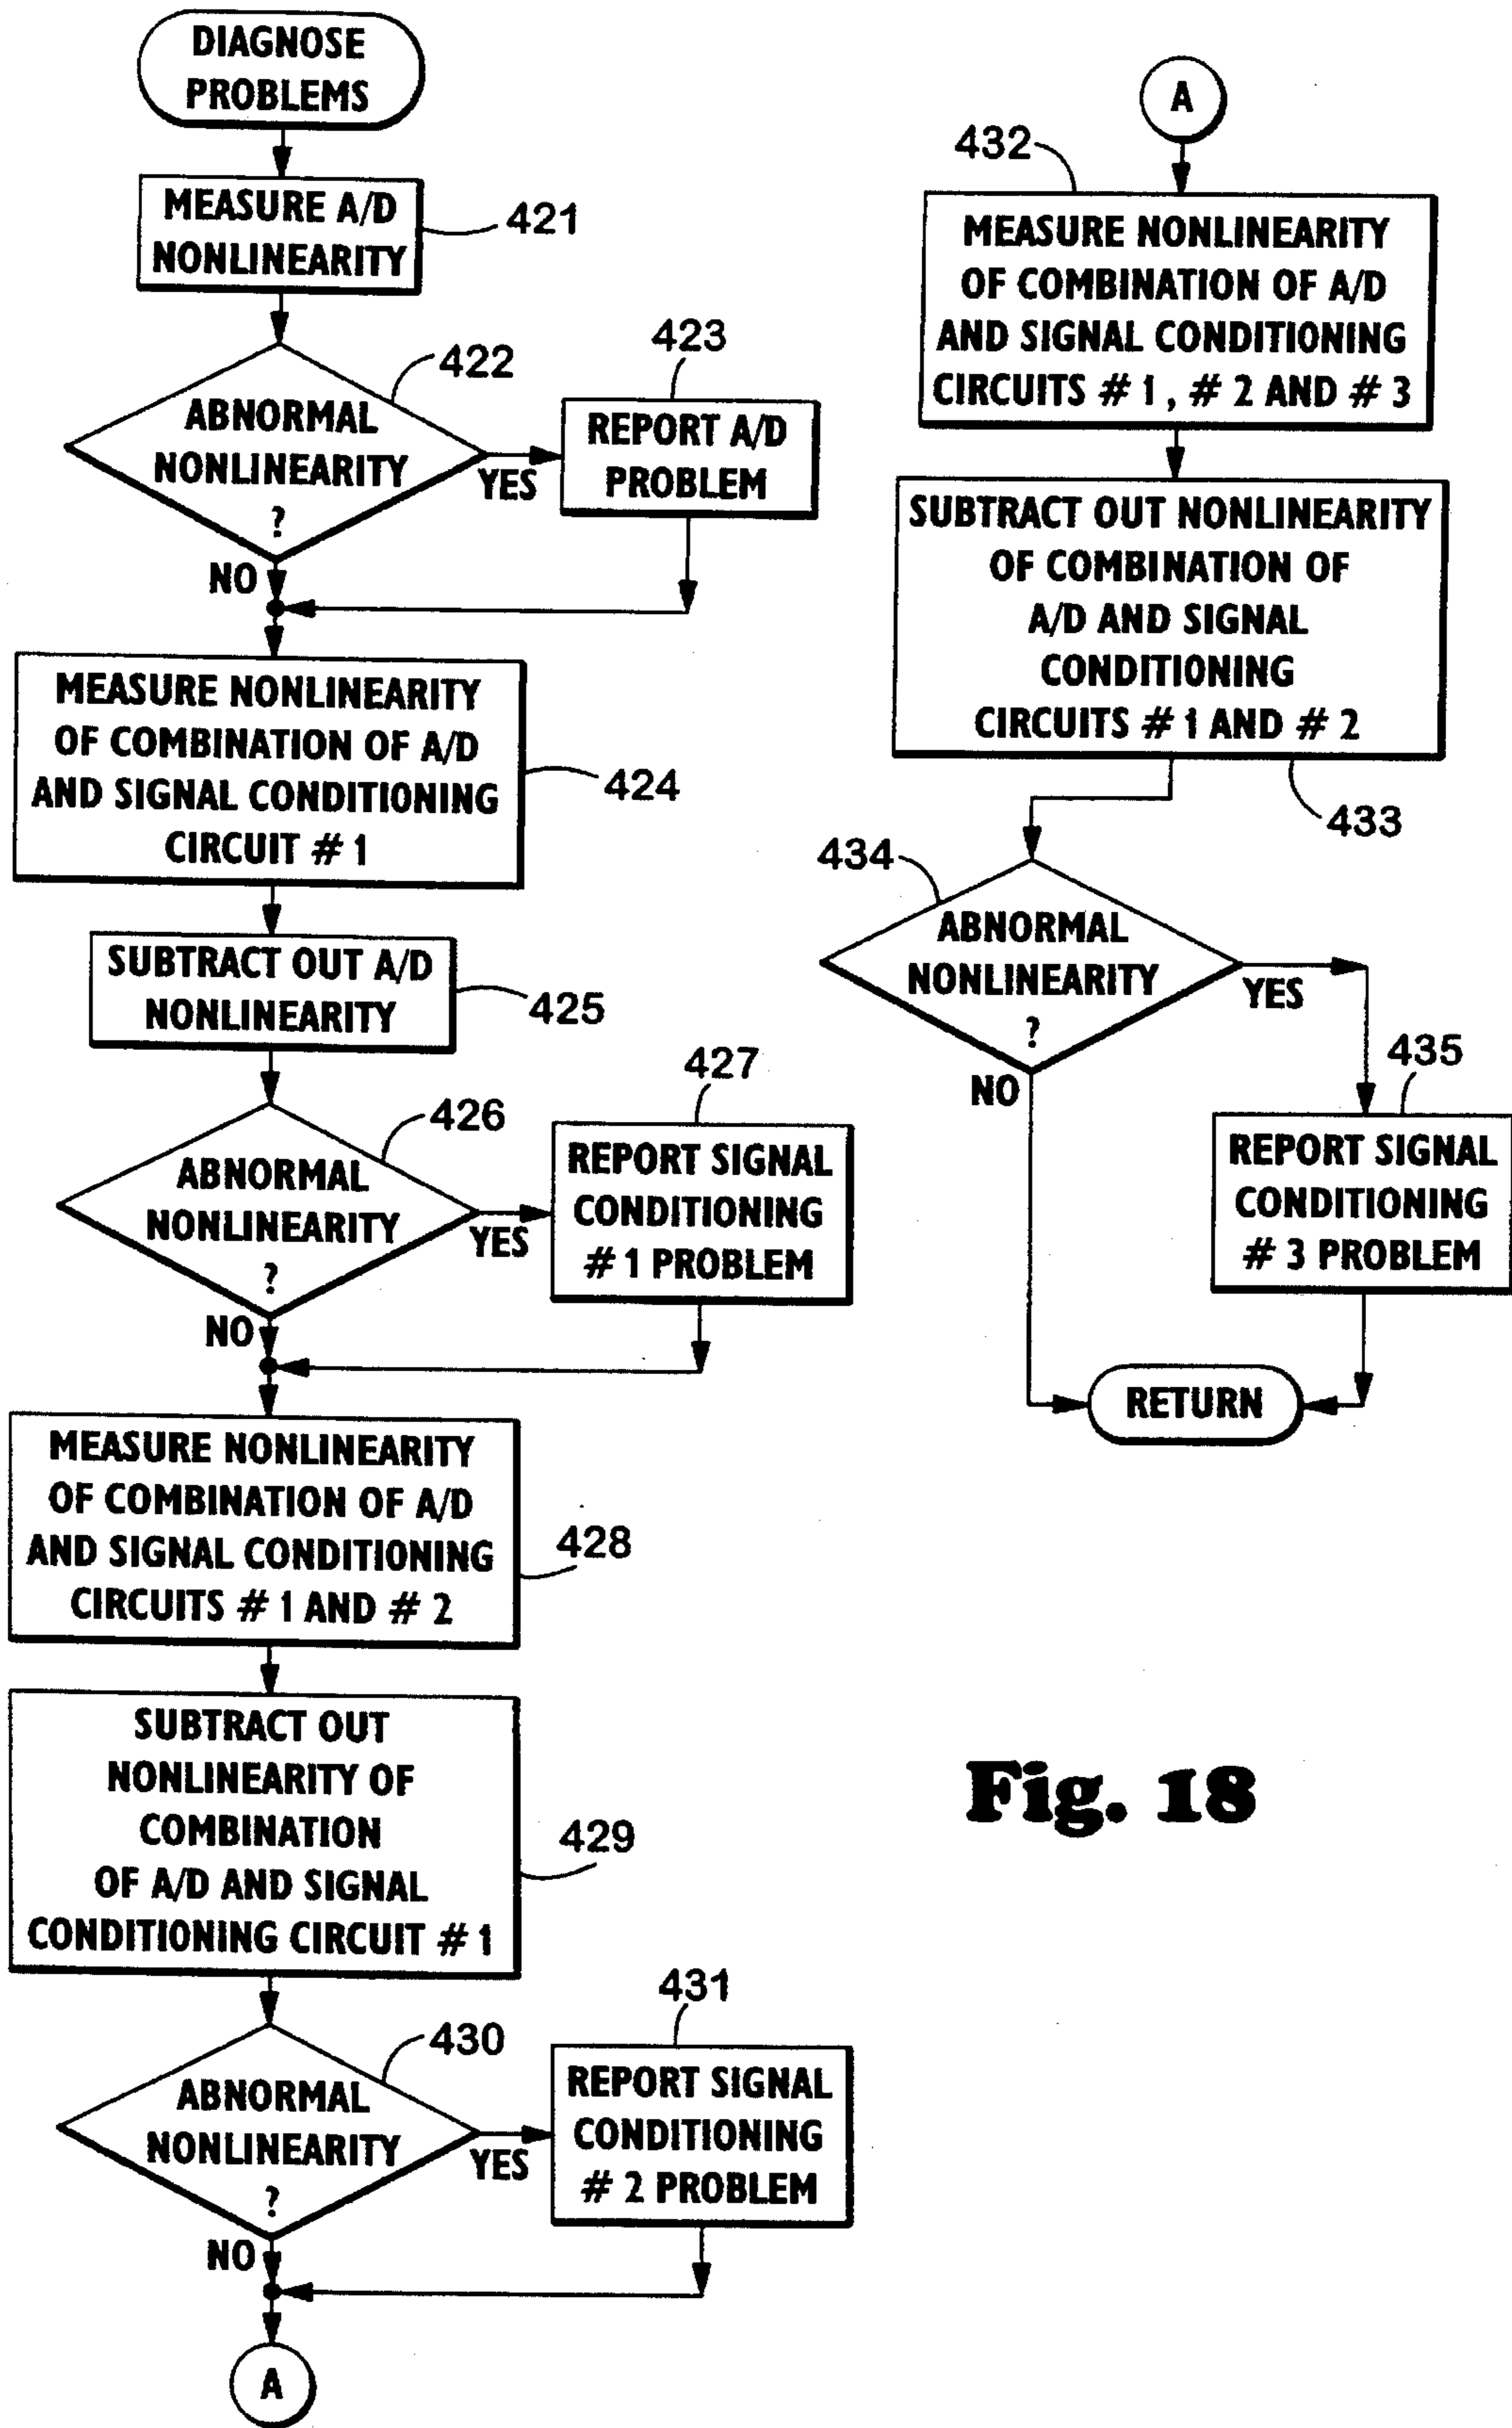 DIAGNOSE
PROBLEMS
MEASURE A/D
NONLINEARITY
421
ABNORMAL
NONLINEARITY
?
422
YES
NO
423
REPORT A/D
PROBLEM
MEASURE NONLINEARITY
OF COMBINATION OF A/D
AND SIGNAL CONDITIONING
CIRCUIT # 1
424
SUBTRACT OUT A/D
NONLINEARITY
425
ABNORMAL
NONLINEARITY
?
426
YES
NO
427
REPORT SIGNAL
CONDITIONING
# 1 PROBLEM
MEASURE NONLINEARITY
OF COMBINATION OF A/D
AND SIGNAL CONDITIONING
CIRCUITS # 1 AND # 2
428
SUBTRACT OUT
NONLINEARITY OF
COMBINATION
OF A/D AND SIGNAL
CONDITIONING CIRCUIT # 1
429
ABNORMAL
NONLINEARITY
?
430
YES
NO
431
REPORT SIGNAL
CONDITIONING
# 2 PROBLEM
A
A
432
MEASURE NONLINEARITY
OF COMBINATION OF A/D
AND SIGNAL CONDITIONING
CIRCUITS # 1, # 2 AND # 3
SUBTRACT OUT NONLINEARITY
OF COMBINATION OF
A/D AND SIGNAL
CONDITIONING
CIRCUITS # 1 AND # 2
433
434
ABNORMAL
NONLINEARITY
?
YES
NO
435
REPORT SIGNAL
CONDITIONING
# 3 PROBLEM
RETURN
Fig. 18